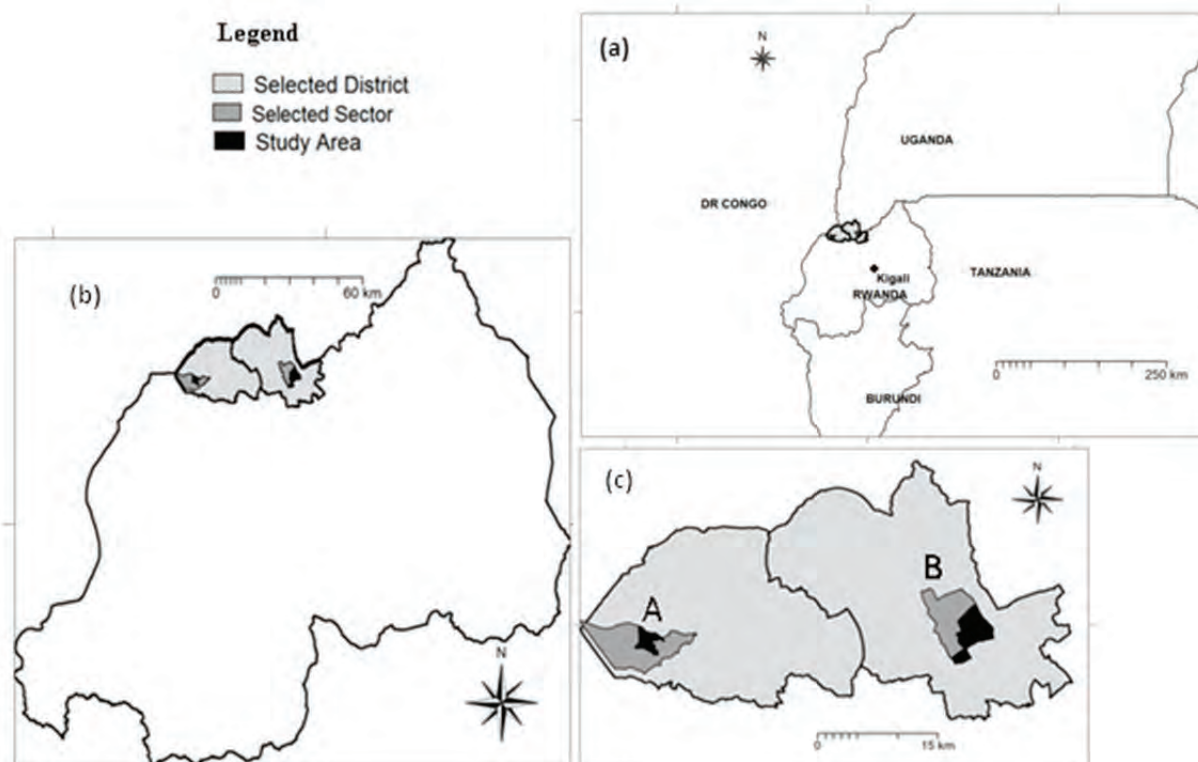 Legend
Selected District
Selected Sector
Study Area
(a)
N
UGANDA
DR CONGO
TANZANIA
Kigali
RWANDA
0 250 km
BURUNDI
(b)
0 60 km
N
(c)
N
B
A
0 15 km